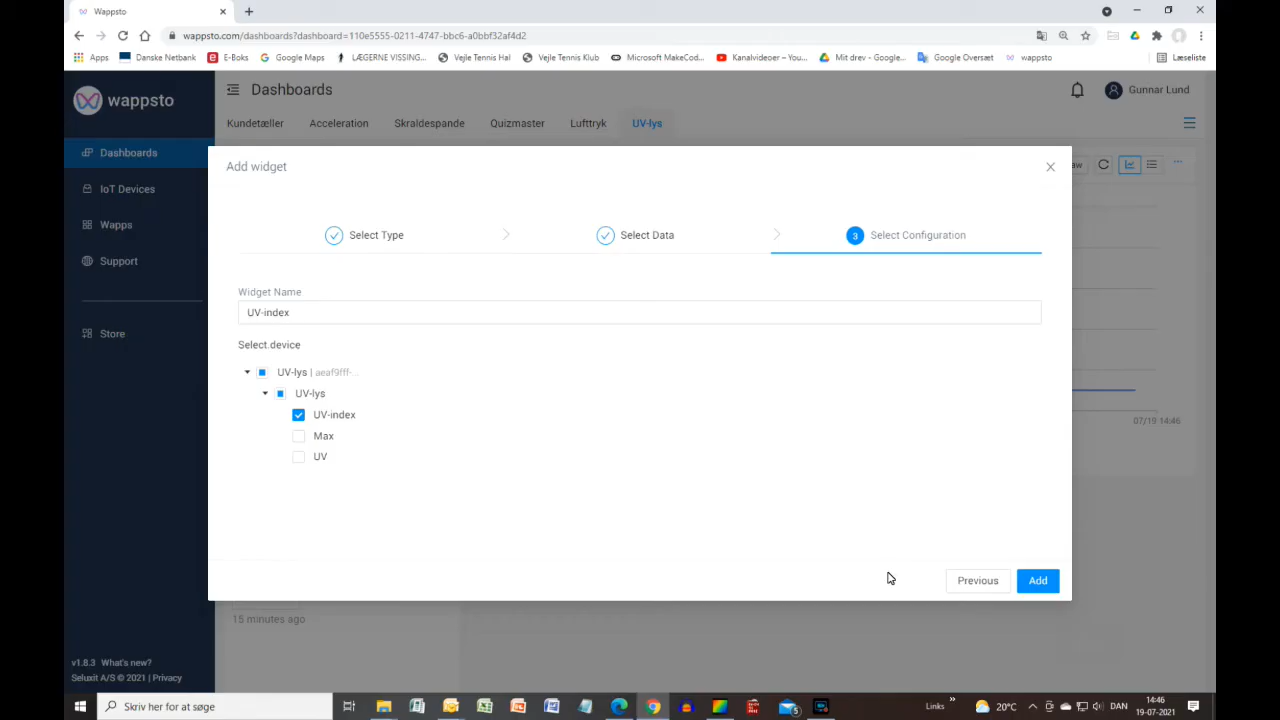 Wappsto
wappsto.com/dashboards?dashboard=110e5555-0211-4747-bbc6-a0bbf32af4d2
Apps Danske Netbank E-Boks Google Maps LÆGERNE VISSING... Vejle Tennis Hal Vejle Tennis Klub Microsoft MakeCod... Kanalvideoer – You... Mit drev - Google... Google Oversæt wappsto Læseliste
wappsto
Dashboards
Gunnar Lund
Kundetæller Acceleration Skraldespande Quizmaster Lufttryk UV-lys
Dashboards
IoT Devices
Wapps
Support
Store
Add widget
Select Type
Select Data
3 Select Configuration
Widget Name
UV-index
Select device
UV-lys | aeaf9fff-...
UV-lys
UV-index
Max
UV
07/19 14:46
Previous
Add
15 minutes ago
v1.8.3 What's new?
Seluxit A/S © 2021 | Privacy
Skriv her for at søge
Links
20°C
DAN
14:46
19-07-2021